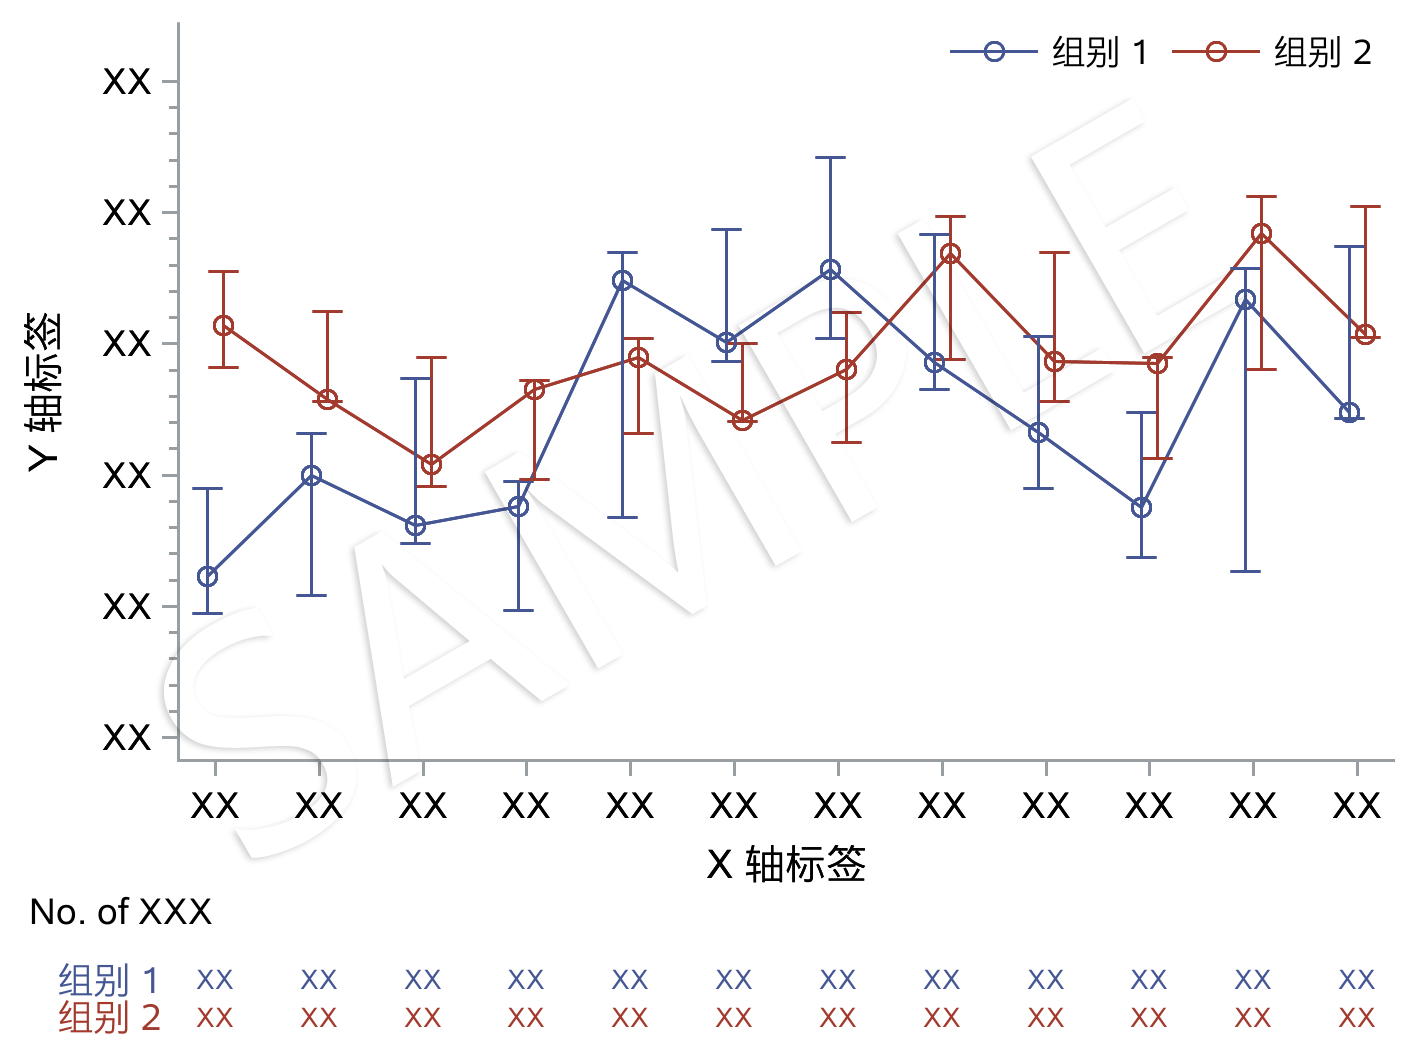 组别 1 组别 2
XX
XX
XX
XX
XX
XX
Y 轴标签
SAMPLE
XX XX XX XX XX XX XX XX XX XX XX XX
X 轴标签
No. of XXX
组别 1 XX XX XX XX XX XX XX XX XX XX XX XX
组别 2 XX XX XX XX XX XX XX XX XX XX XX XX